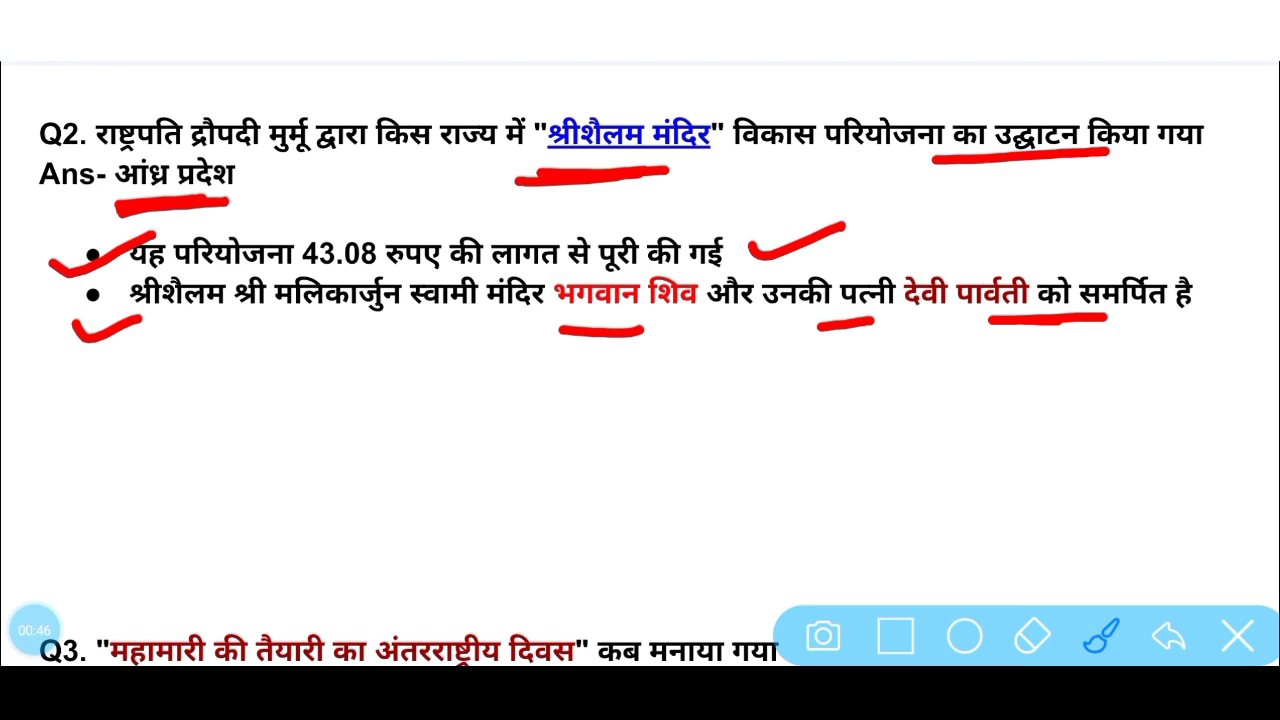 Q2. राष्ट्रपति द्रौपदी मुर्मू द्वारा किस राज्य में "श्रीशैलम मंदिर" विकास परियोजना का उद्घाटन किया गया
Ans- आंध्र प्रदेश
● यह परियोजना 43.08 रुपए की लागत से पूरी की गई
● श्रीशैलम श्री मलिकार्जुन स्वामी मंदिर भगवान शिव और उनकी पत्नी देवी पार्वती को समर्पित है
00:46
Q3. "महामारी की तैयारी का अंतरराष्ट्रीय दिवस" कब मनाया गया